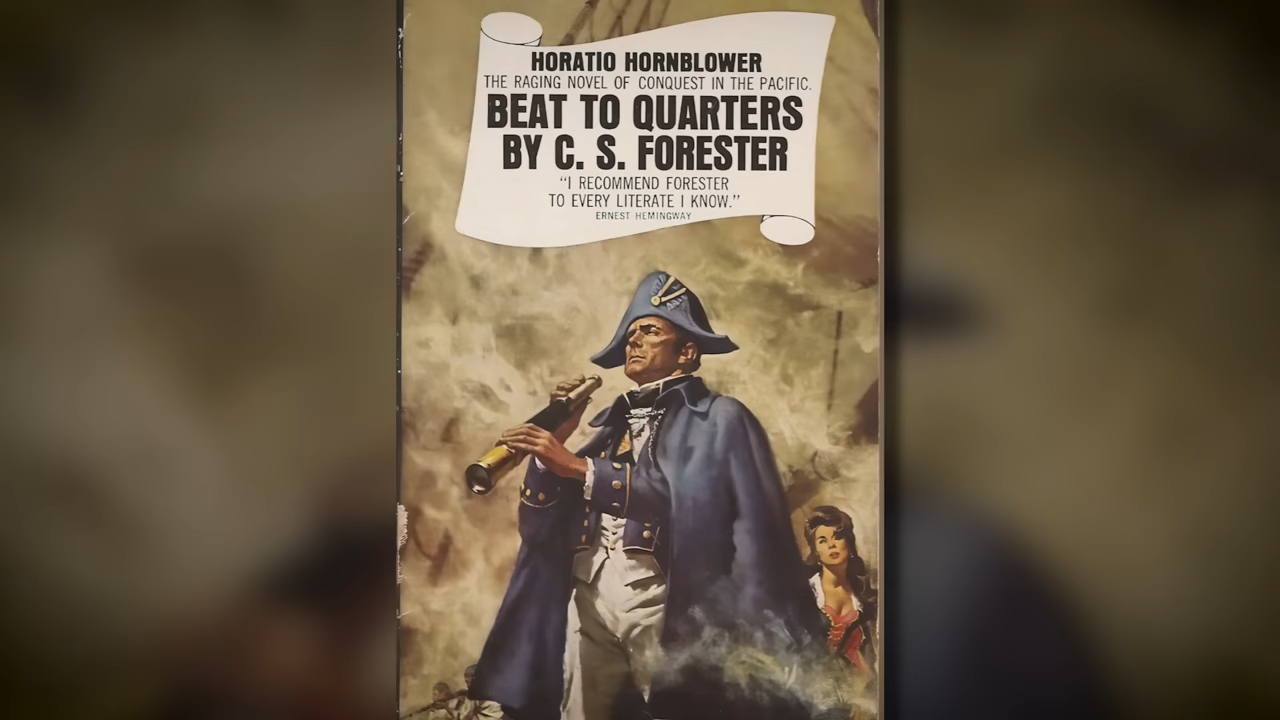 HORATIO HORNBLOWER
THE RAGING NOVEL OF CONQUEST IN THE PACIFIC.
BEAT TO QUARTERS
BY C. S. FORESTER
"I RECOMMEND FORESTER
TO EVERY LITERATE I KNOW."
ERNEST HEMINGWAY